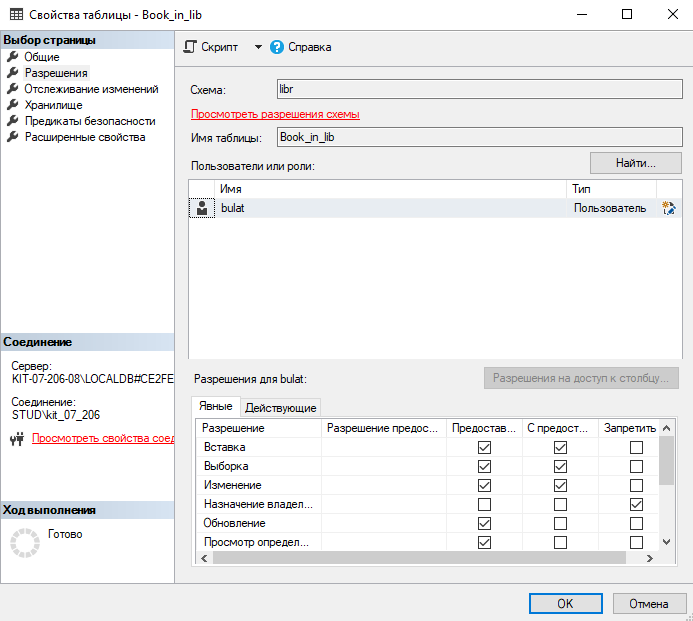 Свойства таблицы - Book_in_lib
Выбор страницы
Общие
Разрешения
Отслеживание изменений
Хранилище
Предикаты безопасности
Расширенные свойства
Соединение
Сервер:
KIT-07-206-08\LOCALDB#CE2FE
Соединение:
STUD\kit_07_206
Просмотреть свойства соед
Ход выполнения
Готово
Скрипт
Справка
Схема: libr
Просмотреть разрешения схемы
Имя таблицы: Book_in_lib
Пользователи или роли: Найти...
Имя Тип
bulat Пользователь
Разрешения для bulat: Разрешения на доступ к столбцу...
Явные Действующие
Разрешение Разрешение предос... Предостав... С предост... Запретить
Вставка
Выборка
Изменение
Назначение владел...
Обновление
Просмотр определ...
OK Отмена